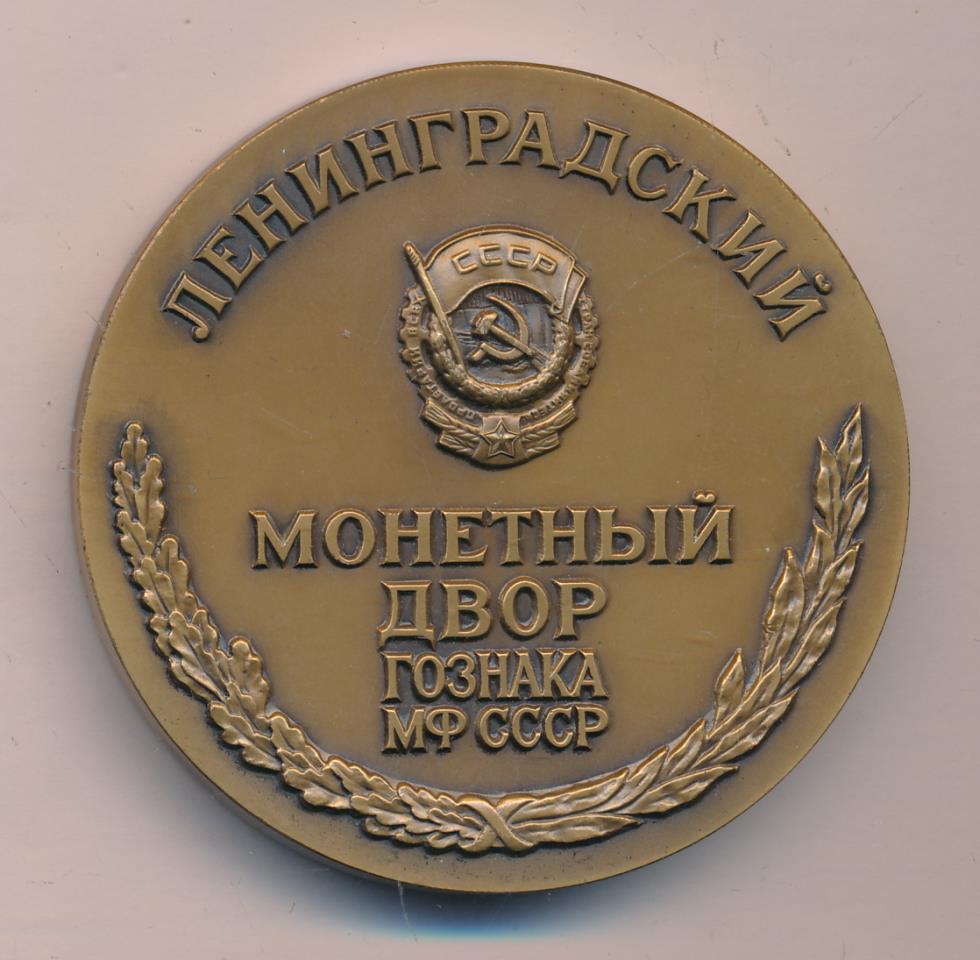 ЛЕНИНГРАДСКИЙ
СССР
МОНЕТНЫЙ
ДВОР
ГОЗНАКА
МФ СССР